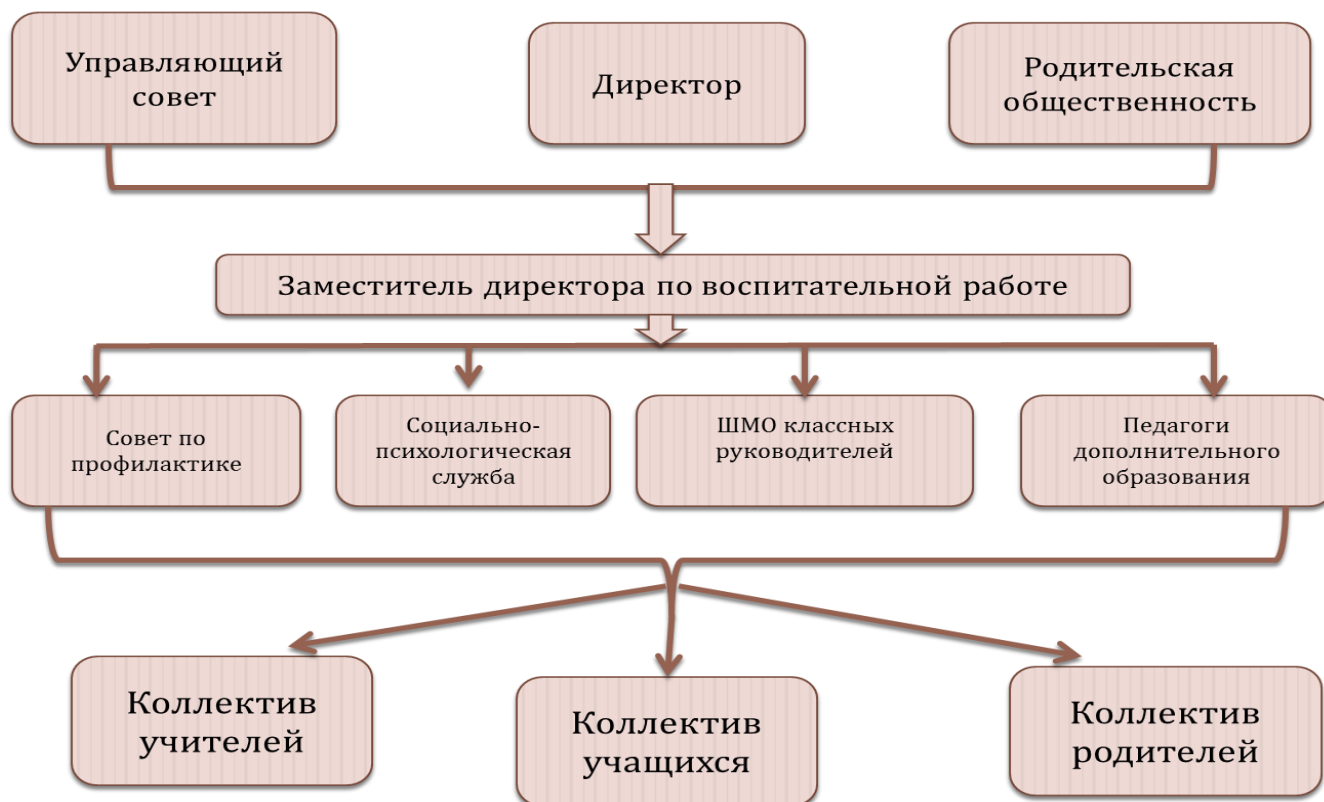 Управляющий
совет
Директор
Родительская
общественность
Заместитель директора по воспитательной работе
Совет по
профилактике
Социально-
психологическая
служба
ШМО классных
руководителей
Педагоги
дополнительного
образования
Коллектив
учителей
Коллектив
учащихся
Коллектив
родителей